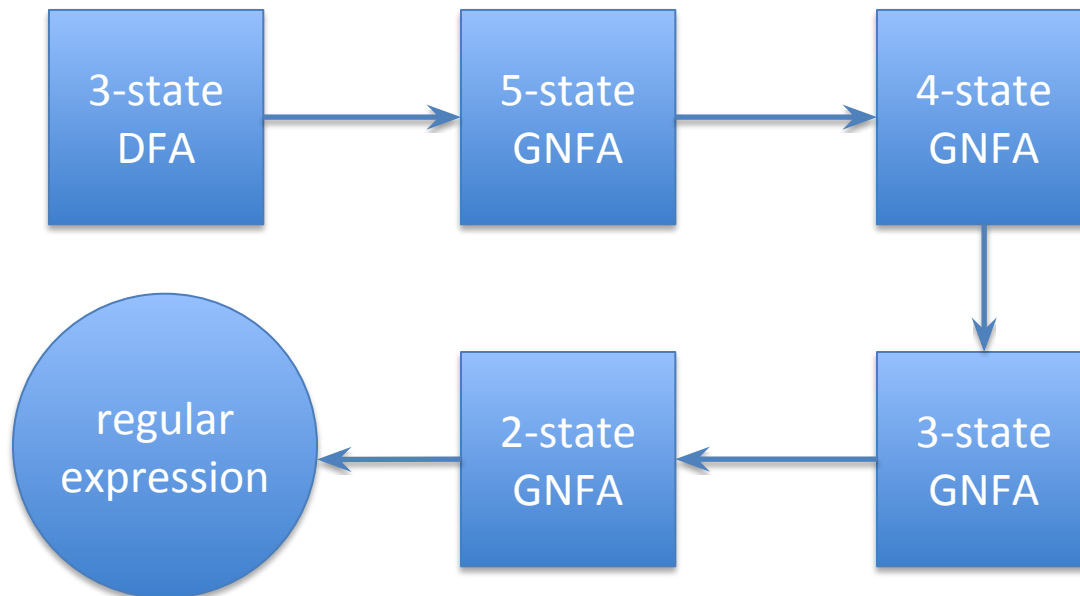 3-state
DFA
5-state
GNFA
4-state
GNFA
3-state
GNFA
2-state
GNFA
regular
expression